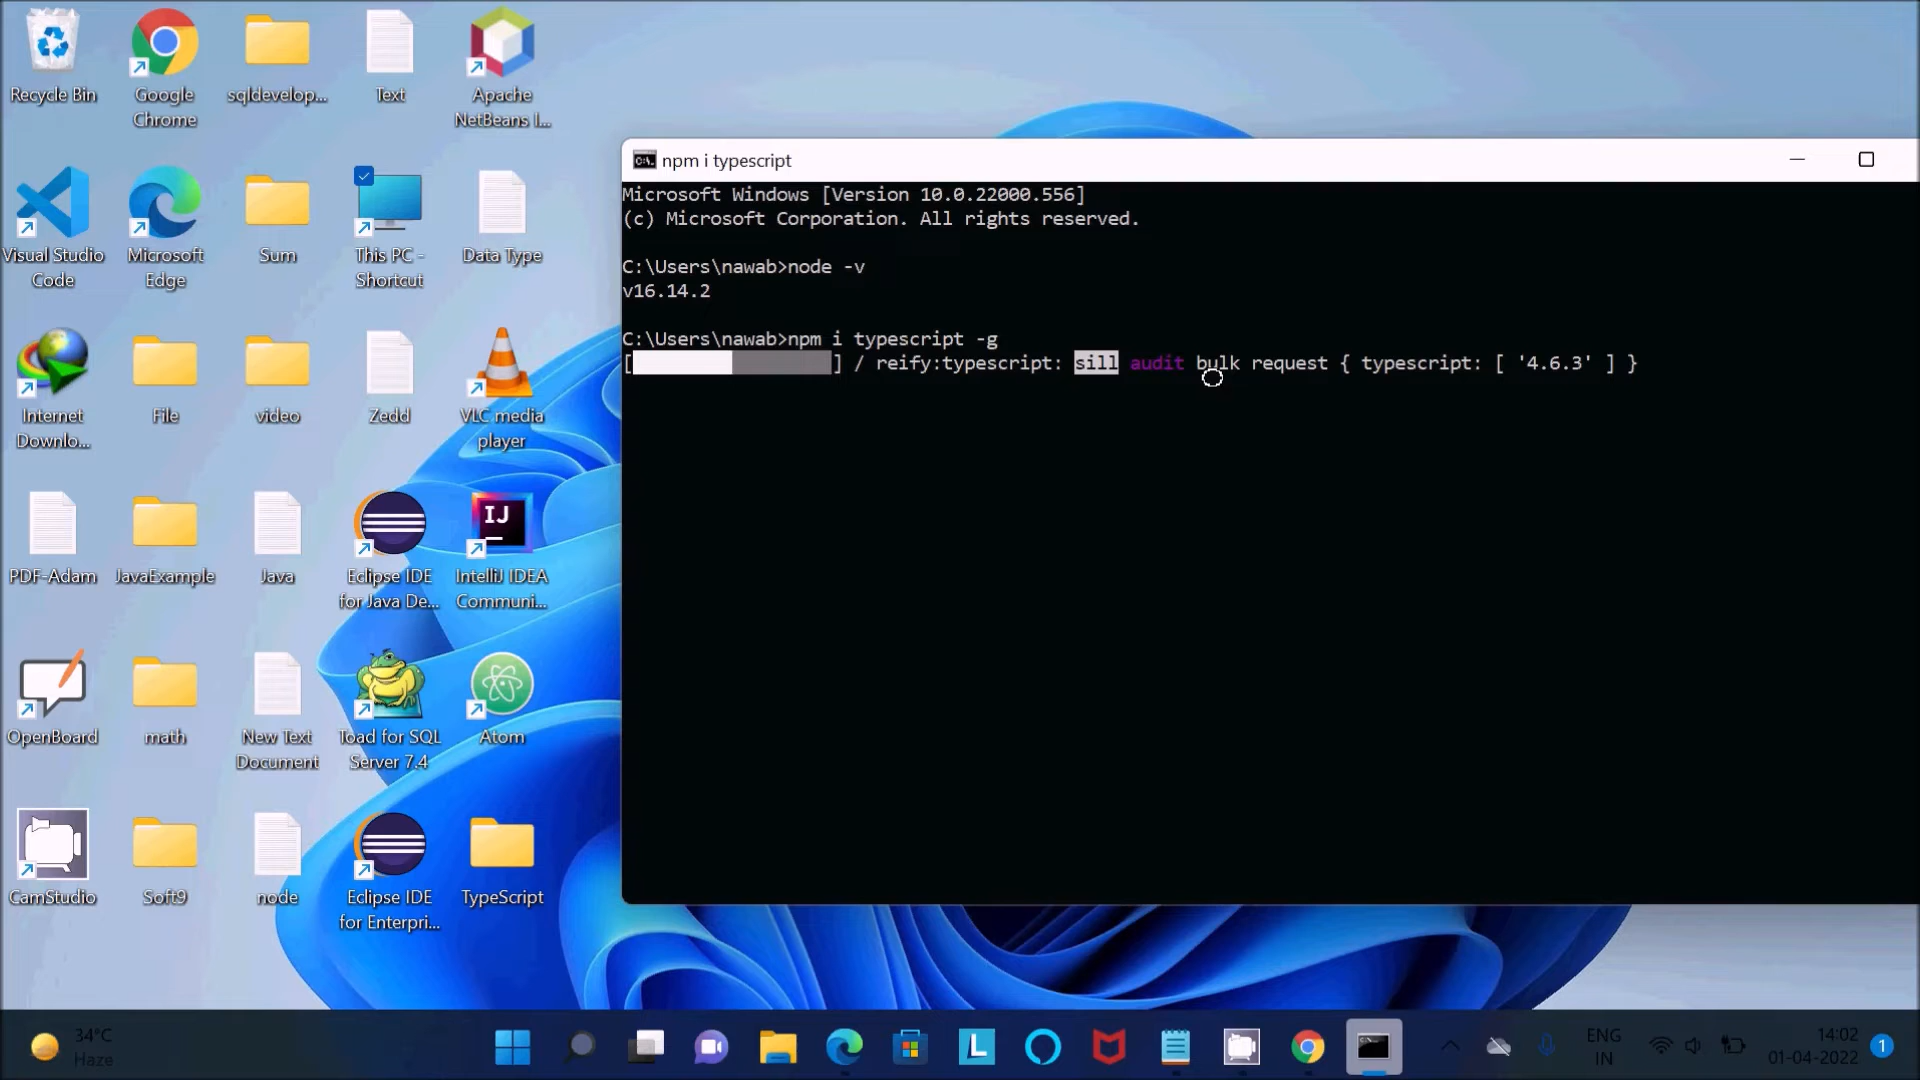 Recycle Bin
Google
Chrome
sqldevelop...
Text
Apache
NetBeans I...
Visual Studio
Code
Microsoft
Edge
Sum
This PC -
Shortcut
Data Type
Internet
Downlo...
File
video
Zedd
VLC media
player
PDF-Adam
JavaExample
Java
Eclipse IDE
for Java De...
IJ
IntelliJ IDEA
Communi...
OpenBoard
math
New Text
Document
Toad for SQL
Server 7.4
Atom
CamStudio
Soft9
node
Eclipse IDE
for Enterpri...
TypeScript
C:\. npm i typescript
Microsoft Windows [Version 10.0.22000.556]
(c) Microsoft Corporation. All rights reserved.
C:\Users\nawab>node -v
v16.14.2
C:\Users\nawab>npm i typescript -g
[ ] / reify:typescript: sill audit bulk request { typescript: [ '4.6.3' ] }
34°C
Haze
L
ENG
IN
14:02
01-04-2022
1